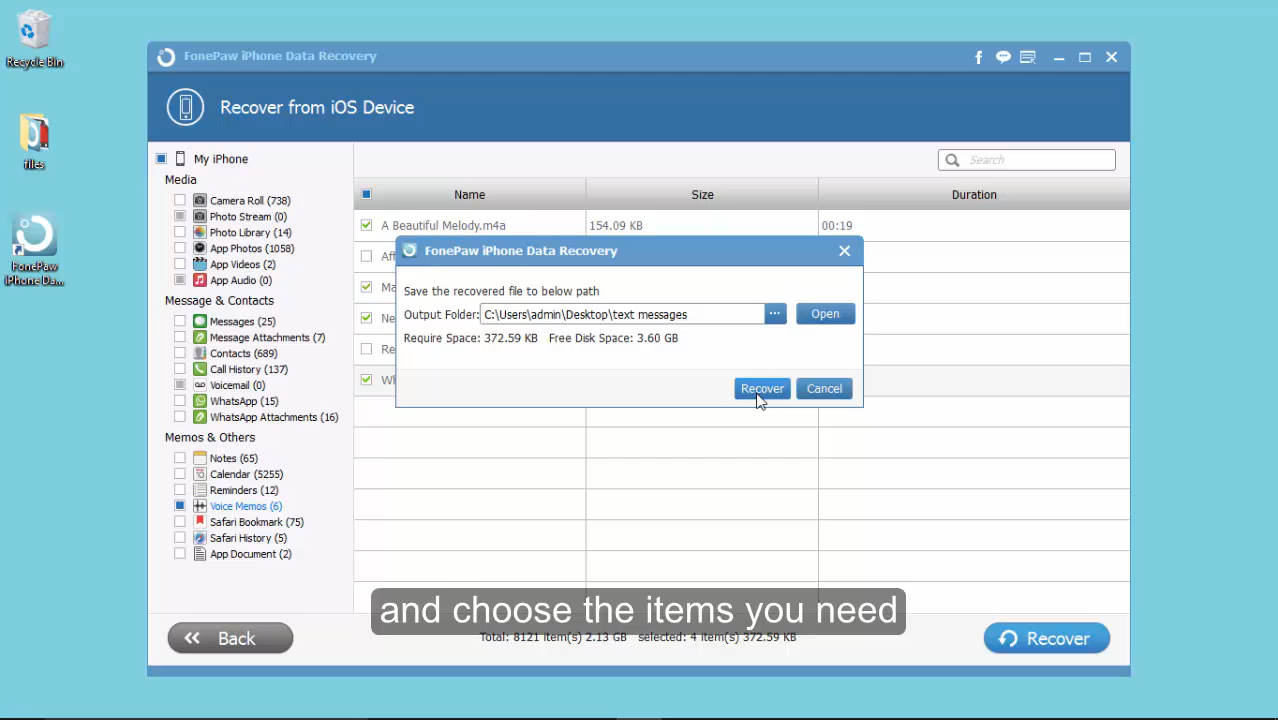 Recycle Bin
files
FonePaw
iPhone Da...
FonePaw iPhone Data Recovery
Recover from iOS Device
My iPhone
Media
Camera Roll (738)
Photo Stream (0)
Photo Library (14)
App Photos (1058)
App Videos (2)
App Audio (0)
Message & Contacts
Messages (25)
Message Attachments (7)
Contacts (689)
Call History (137)
Voicemail (0)
WhatsApp (15)
WhatsApp Attachments (16)
Memos & Others
Notes (65)
Calendar (5255)
Reminders (12)
Voice Memos (6)
Safari Bookmark (75)
Safari History (5)
App Document (2)
Search
Name Size Duration
A Beautiful Melody.m4a 154.09 KB 00:19
Af
Ma
Ne
Re
Wh
FonePaw iPhone Data Recovery
Save the recovered file to below path
Output Folder: C:\Users\admin\Desktop\text messages ... Open
Require Space: 372.59 KB Free Disk Space: 3.60 GB
Recover Cancel
and choose the items you need
Back
Total: 8121 item(s) 2.13 GB selected: 4 item(s) 372.59 KB
Recover